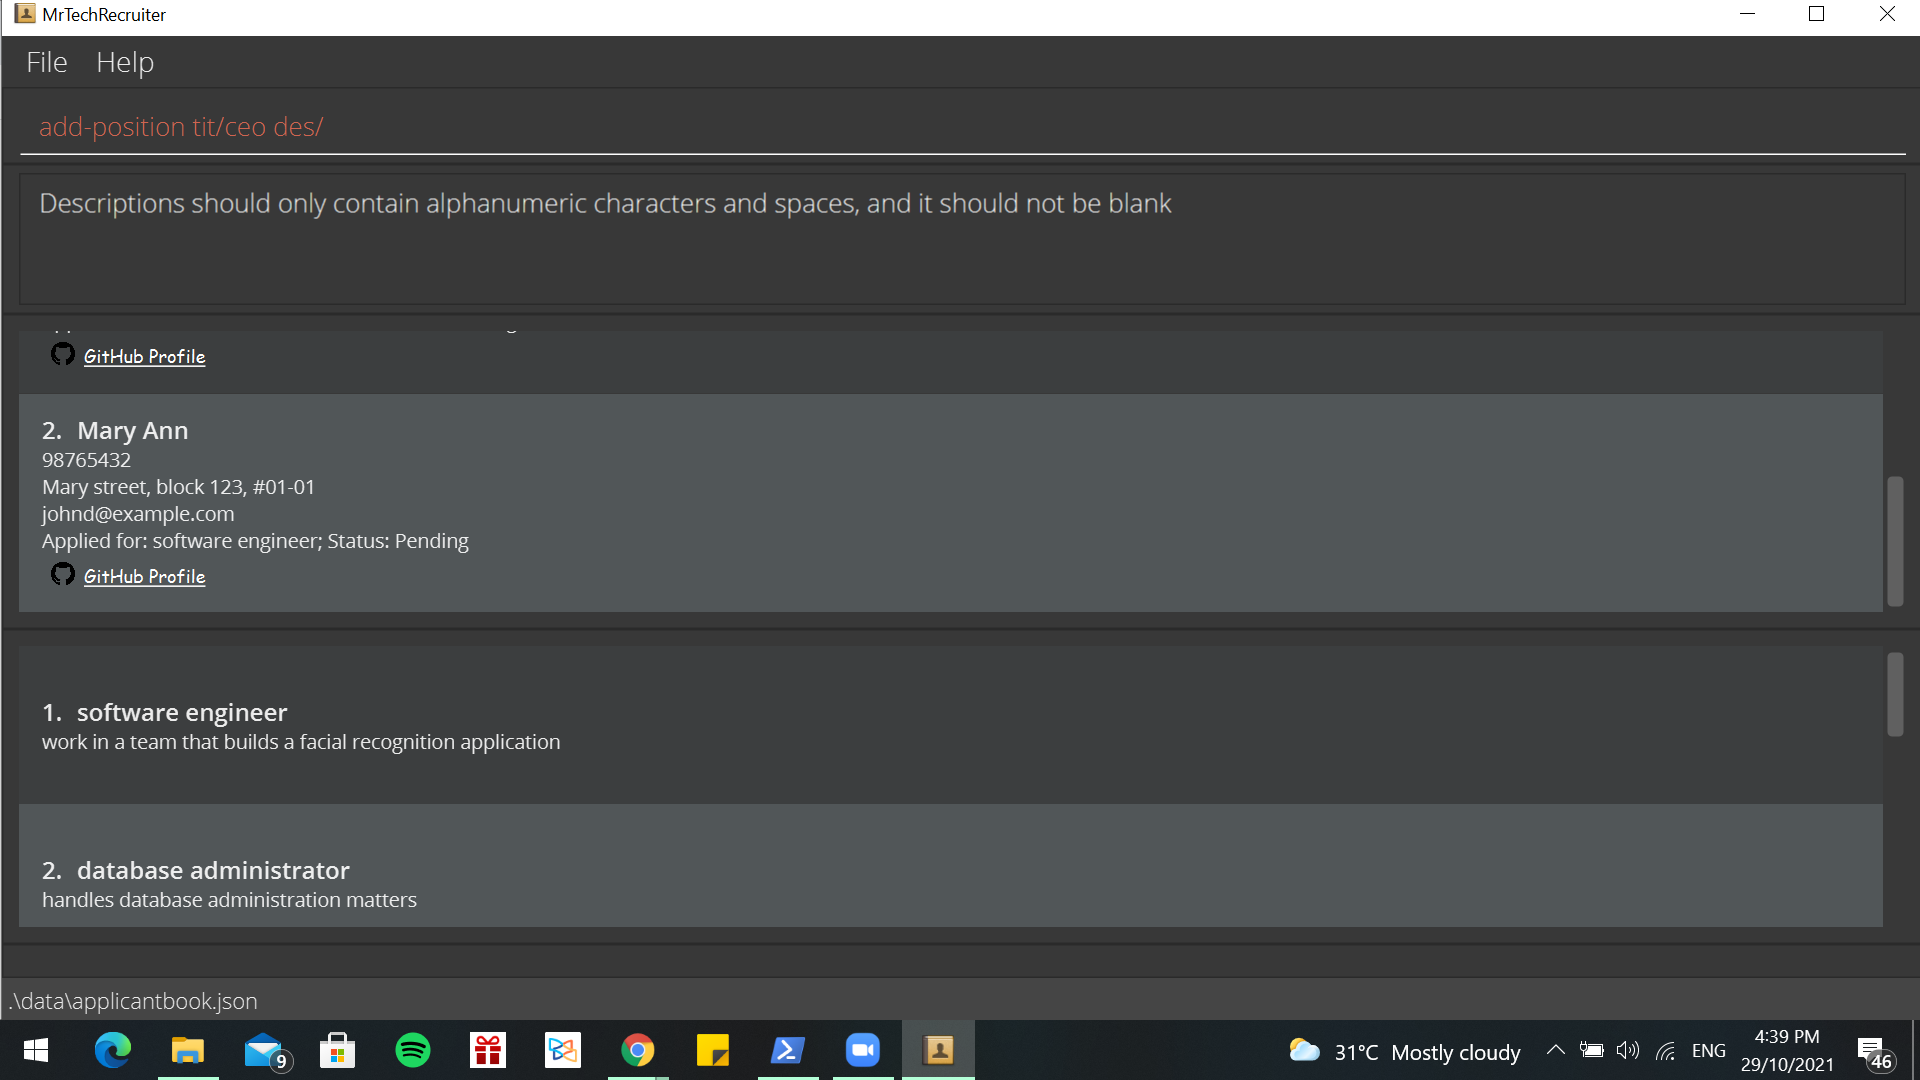 MrTechRecruiter
File Help
add-position tit/ceo des/
Descriptions should only contain alphanumeric characters and spaces, and it should not be blank
GitHub Profile
2. Mary Ann
98765432
Mary street, block 123, #01-01
johnd@example.com
Applied for: software engineer; Status: Pending
GitHub Profile
1. software engineer
work in a team that builds a facial recognition application
2. database administrator
handles database administration matters
.\data\applicantbook.json
9
31°C Mostly cloudy
ENG
4:39 PM
29/10/2021
46